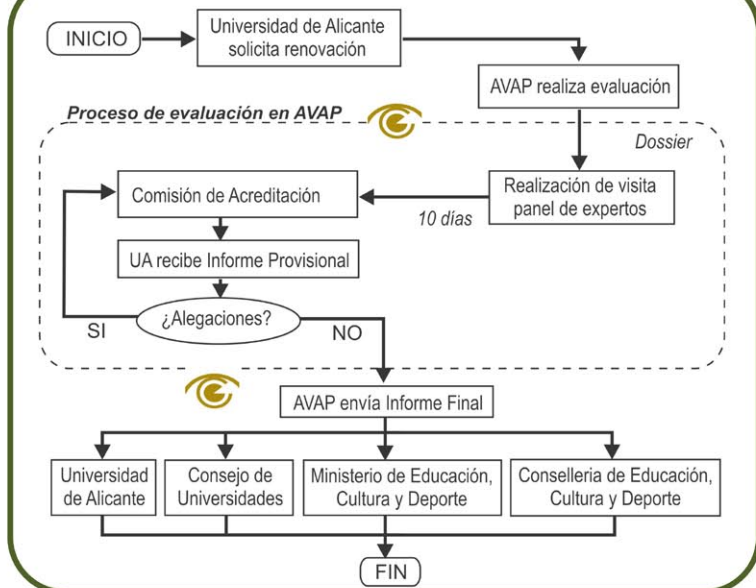 INICIO
Universidad de Alicante
solicita renovación
AVAP realiza evaluación
Proceso de evaluación en AVAP
Dossier
Realización de visita
panel de expertos
10 días
Comisión de Acreditación
UA recibe Informe Provisional
¿Alegaciones?
SI
NO
AVAP envía Informe Final
Universidad
de Alicante
Consejo de
Universidades
Ministerio de Educación,
Cultura y Deporte
Conselleria de Educación,
Cultura y Deporte
FIN